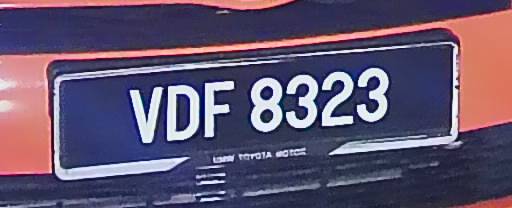 VDF 8323
UMW TOYOTA MOTOR